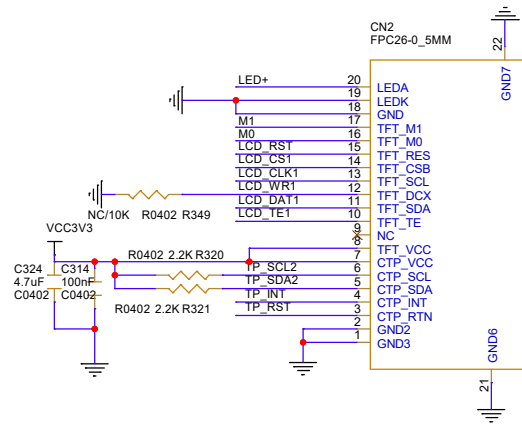 CN2
FPC26-0_5MM
22
GND7
LED+
20
LEDA
19
LEDK
18
GND
M1
17
TFT_M1
M0
16
TFT_M0
LCD_RST
15
TFT_RES
LCD_CS1
14
TFT_CSB
LCD_CLK1
13
TFT_SCL
LCD_WR1
12
TFT_DCX
NC/10K R0402 R349
LCD_DAT1
11
TFT_SDA
LCD_TE1
10
TFT_TE
9
NC
VCC3V3
8
TFT_VCC
7
CTP_VCC
R0402 2.2K R320
TP_SCL2
6
CTP_SCL
C324
4.7uF
C0402
C314
100nF
C0402
TP_SDA2
5
CTP_SDA
R0402 2.2K R321
TP_INT
4
CTP_INT
TP_RST
3
CTP_RTN
2
GND2
1
GND3
GND6
21